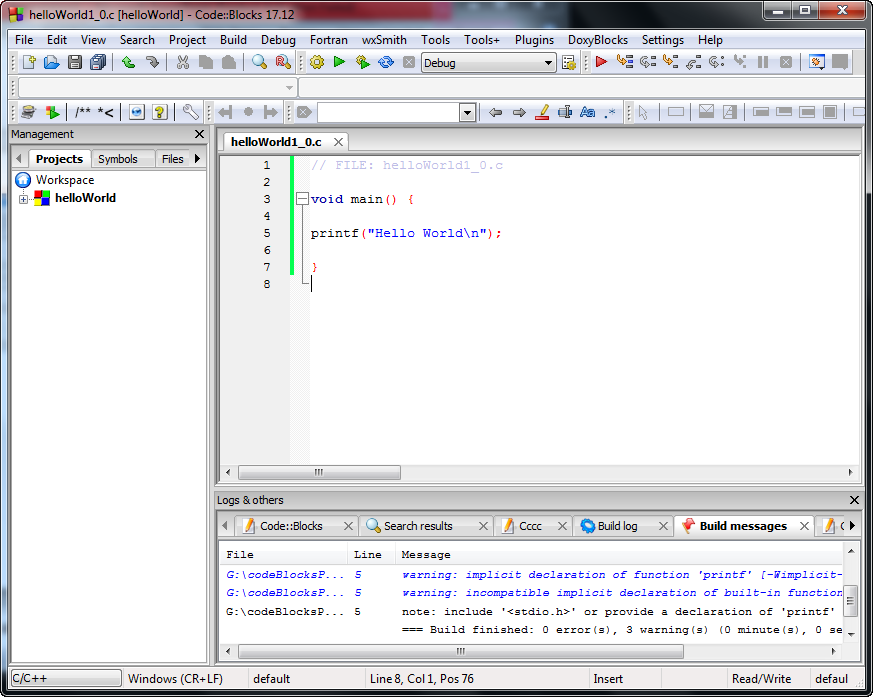 helloWorld1_0.c [helloWorld] - Code::Blocks 17.12
File Edit View Search Project Build Debug Fortran wxSmith Tools Tools+ Plugins DoxyBlocks Settings Help
Debug
/** *<
Aa .*
Management
Projects Symbols Files
Workspace
helloWorld
helloWorld1_0.c
1 // FILE: helloWorld1_0.c
2
3 void main() {
4
5 printf("Hello World\n");
6
7 }
8
Logs & others
Code::Blocks Search results Cccc Build log Build messages
File Line Message
G:\codeBlocksP... 5 warning: implicit declaration of function 'printf' [-Wimplicit-
G:\codeBlocksP... 5 warning: incompatible implicit declaration of built-in function
G:\codeBlocksP... 5 note: include '<stdio.h>' or provide a declaration of 'printf'
=== Build finished: 0 error(s), 3 warning(s) (0 minute(s), 0 se
C/C++ Windows (CR+LF) default Line 8, Col 1, Pos 76 Insert Read/Write defaul